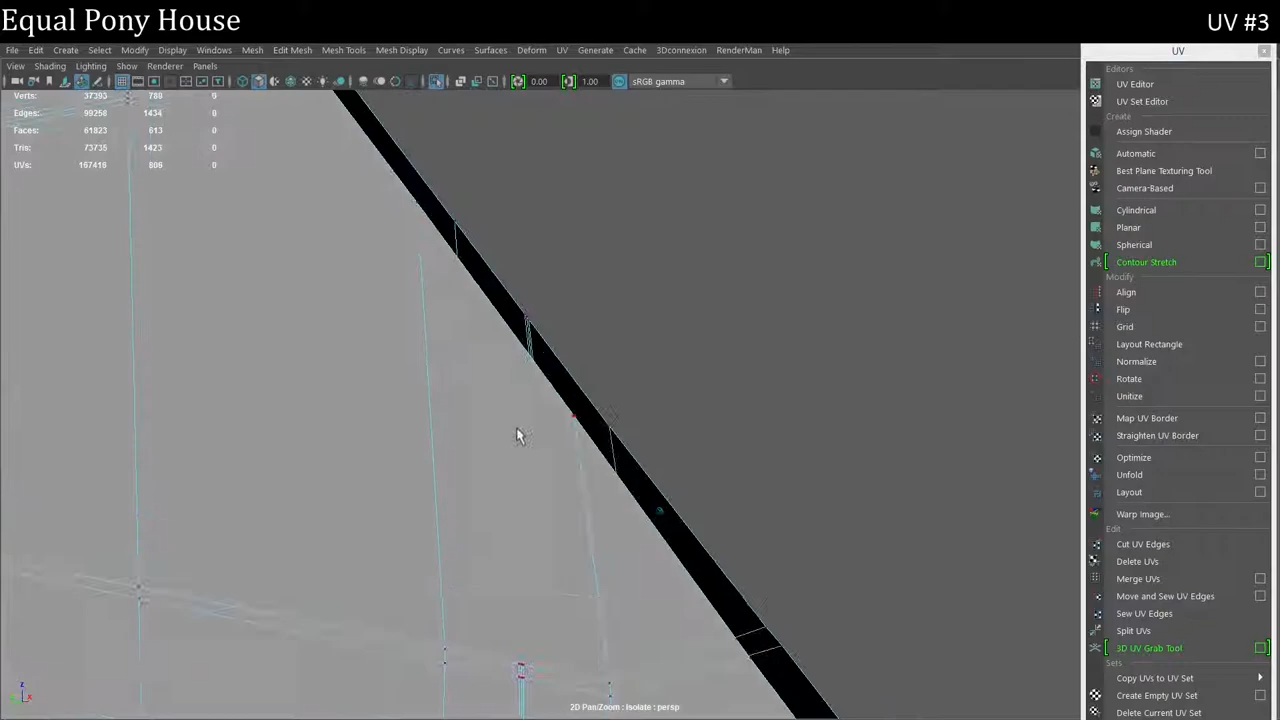 Equal Pony House
UV #3
File Edit Create Select Modify Display Windows Mesh Edit Mesh Mesh Tools Mesh Display Curves Surfaces Deform UV Generate Cache 3Dconnexion RenderMan Help
UV
View Shading Lighting Show Renderer Panels
0.00 1.00 sRGB gamma
Verts: 37393 789 0
Edges: 99258 1434 0
Faces: 61823 613 0
Tris: 73735 1423 0
UVs: 167418 809 0
Editors
UV Editor
UV Set Editor
Create
Assign Shader
Automatic
Best Plane Texturing Tool
Camera-Based
Cylindrical
Planar
Spherical
Contour Stretch
Modify
Align
Flip
Grid
Layout Rectangle
Normalize
Rotate
Unitize
Map UV Border
Straighten UV Border
Optimize
Unfold
Layout
Warp Image...
Edit
Cut UV Edges
Delete UVs
Merge UVs
Move and Sew UV Edges
Sew UV Edges
Split UVs
3D UV Grab Tool
Sets
Copy UVs to UV Set
Create Empty UV Set
Delete Current UV Set
2D Pan/Zoom : Isolate : persp
z
x